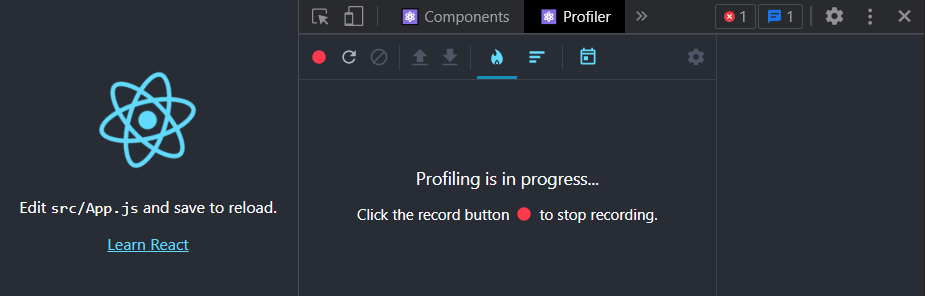 Components
Profiler
1
1
Profiling is in progress...
Click the record button to stop recording.
Edit src/App.js and save to reload.
Learn React